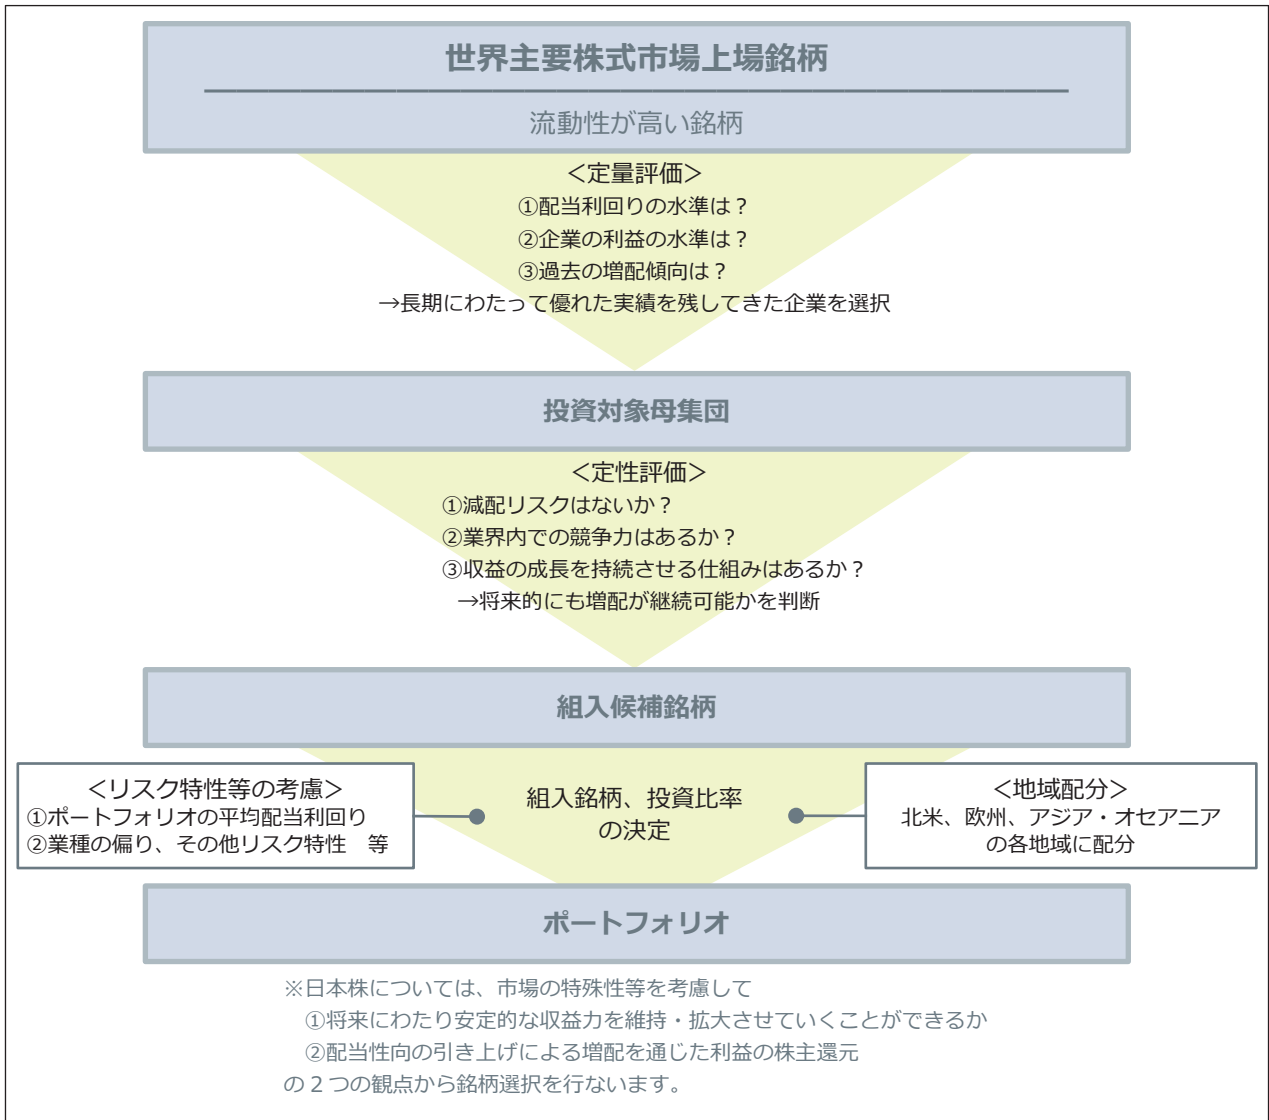 世界主要株式市場上場銘柄
流動性が高い銘柄
＜定量評価＞
①配当利回りの水準は？
②企業の利益の水準は？
③過去の増配傾向は？
→長期にわたって優れた実績を残してきた企業を選択
投資対象母集団
＜定性評価＞
①減配リスクはないか？
②業界内での競争力はあるか？
③収益の成長を持続させる仕組みはあるか？
→将来的にも増配が継続可能かを判断
組入候補銘柄
＜リスク特性等の考慮＞
①ポートフォリオの平均配当利回り
②業種の偏り、その他リスク特性　等
組入銘柄、投資比率
の決定
＜地域配分＞
北米、欧州、アジア・オセアニア
の各地域に配分
ポートフォリオ
※日本株については、市場の特殊性等を考慮して
①将来にわたり安定的な収益力を維持・拡大させていくことができるか
②配当性向の引き上げによる増配を通じた利益の株主還元
の２つの観点から銘柄選択を行ないます。